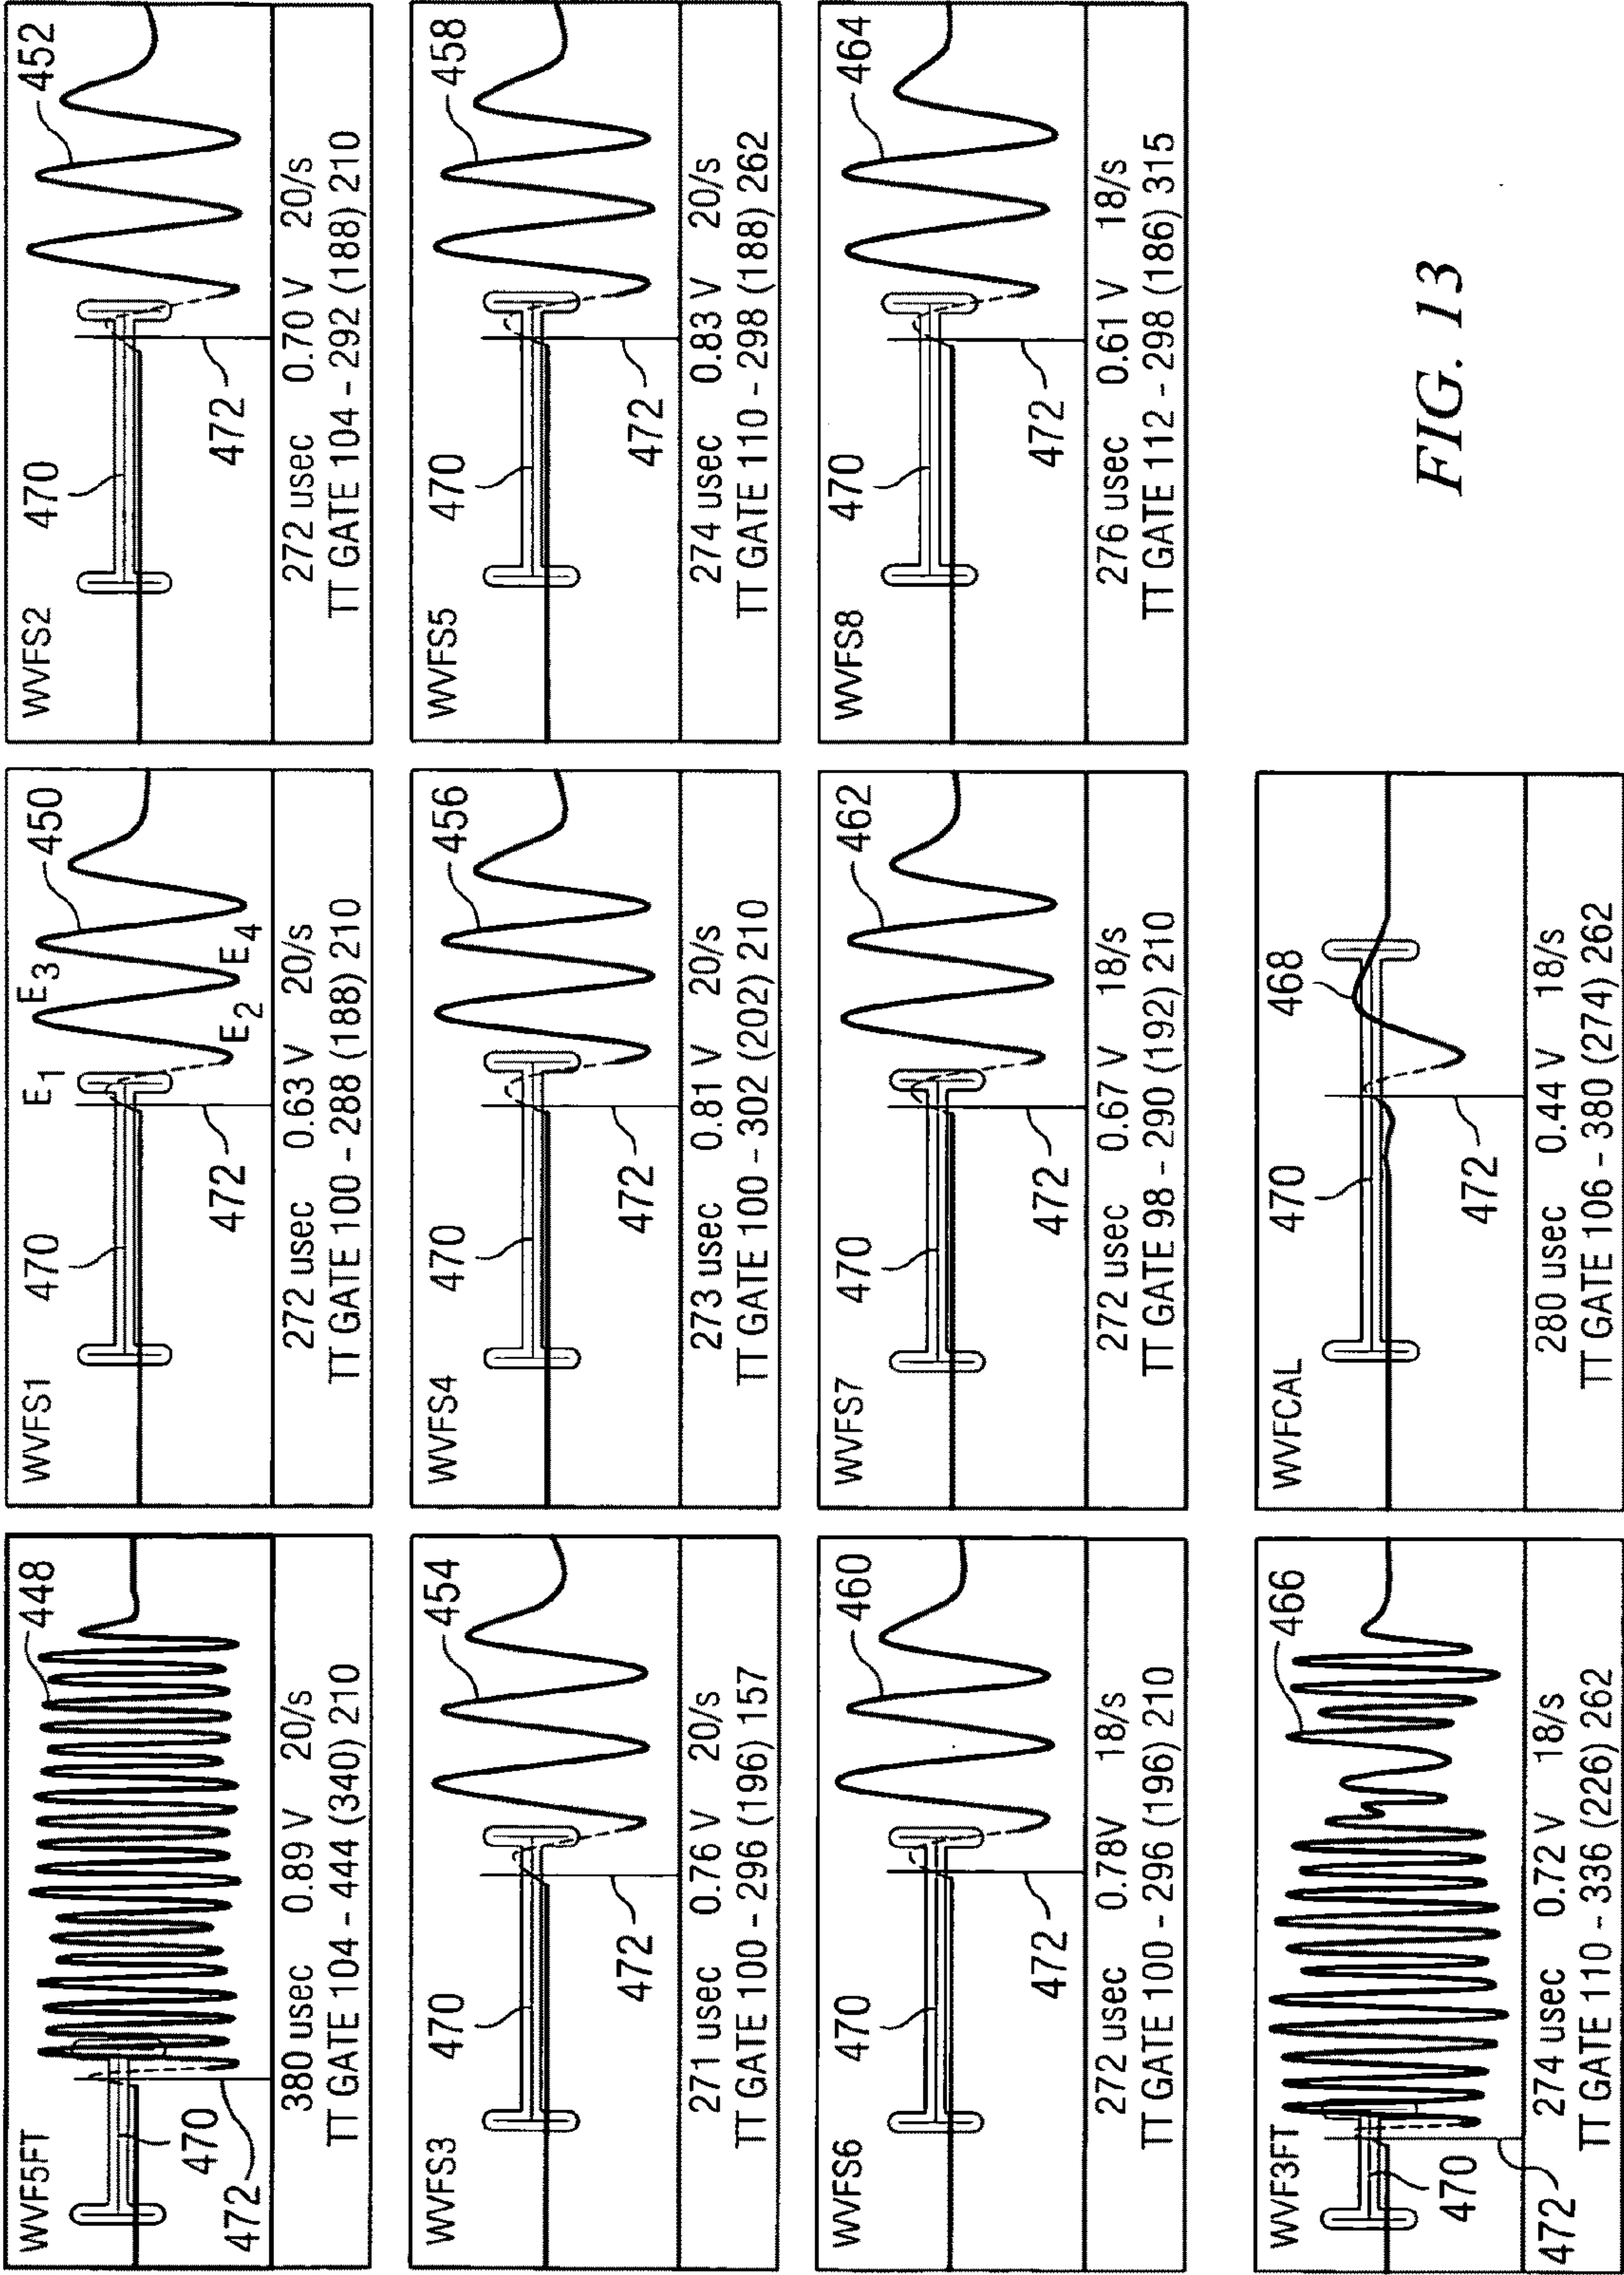 WVF5FT
448
470
472
380 usec 0.89 V 20/s
TT GATE 104 - 444 (340) 210
WVFS1
470
E1
E3
450
E2
E4
472
272 usec 0.63 V 20/s
TT GATE 100 - 288 (188) 210
WVFS2
470
452
472
272 usec 0.70 V 20/s
TT GATE 104 - 292 (188) 210
WVFS3
470
454
472
271 usec 0.76 V 20/s
TT GATE 100 - 296 (196) 157
WVFS4
470
456
472
273 usec 0.81 V 20/s
TT GATE 100 - 302 (202) 210
WVFS5
470
458
472
274 usec 0.83 V 20/s
TT GATE 110 - 298 (188) 262
WVFS6
470
460
472
272 usec 0.78V 18/s
TT GATE 100 - 296 (196) 210
WVFS7
470
462
472
272 usec 0.67 V 18/s
TT GATE 98 - 290 (192) 210
WVFS8
470
464
472
276 usec 0.61 V 18/s
TT GATE 112 - 298 (186) 315
WVF3FT
466
470
472
274 usec 0.72 V 18/s
TT GATE 110 - 336 (226) 262
WVFCAL
470
468
472
280 usec 0.44 V 18/s
TT GATE 106 - 380 (274) 262
FIG. 13